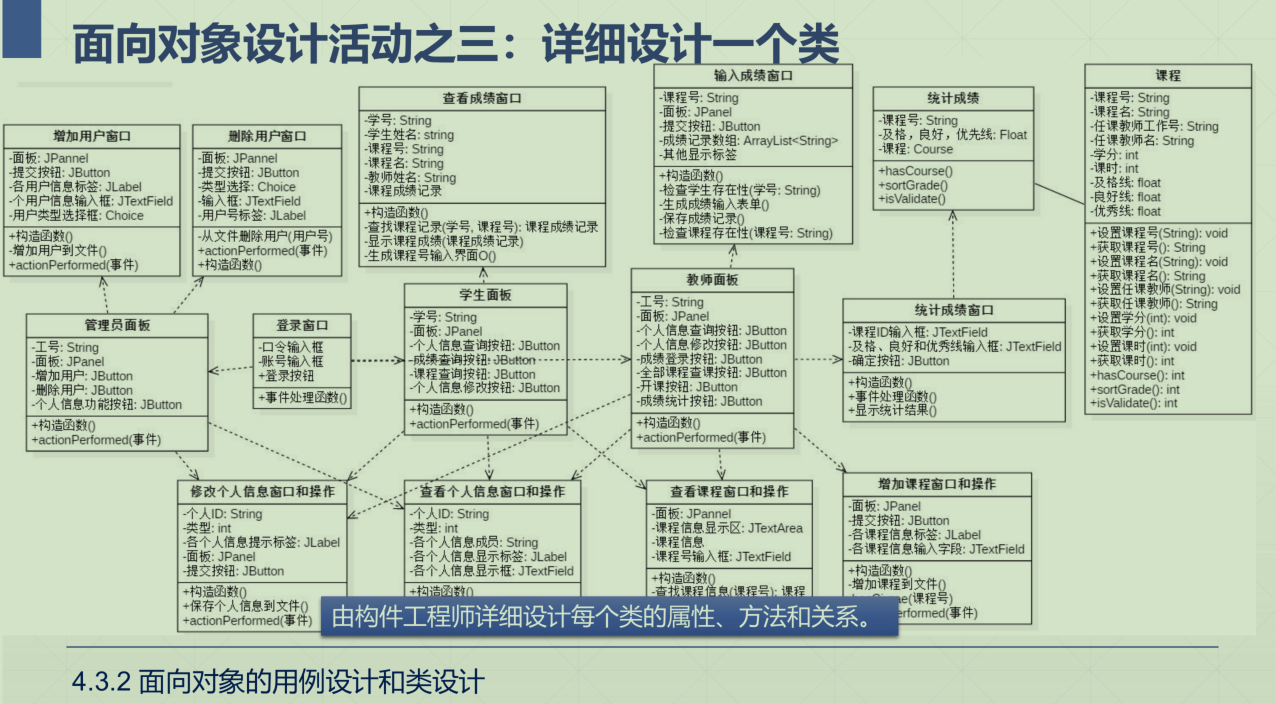 面向对象设计活动之三：详细设计一个类
增加用户窗口
-面板: JPannel
-提交按钮: JButton
-各用户信息标签: JLabel
-个用户信息输入框: JTextField
-用户类型选择框: Choice
+构造函数()
-增加用户到文件()
+actionPerformed(事件)
删除用户窗口
-面板: JPannel
-提交按钮: JButton
-类型选择: Choice
-输入框: JTextField
-用户号标签: JLabel
-从文件删除用户(用户号)
+actionPerformed(事件)
+构造函数()
查看成绩窗口
-学号: String
-学生姓名: string
-课程号: String
-课程名: String
-教师姓名: String
-课程成绩记录
+构造函数()
-查找课程记录(学号, 课程号): 课程成绩记录
-显示课程成绩(课程成绩记录)
-生成课程号输入界面O()
输入成绩窗口
-课程号: String
-面板: JPanel
-提交按钮: JButton
-成绩记录数组: ArrayList<String>
-其他显示标签
+构造函数()
-检查学生存在性(学号: String)
-生成成绩输入表单()
-保存成绩记录()
-检查课程存在性(课程号: String)
统计成绩
-课程号: String
-及格，良好，优先线: Float
-课程: Course
+hasCourse()
+sortGrade()
+isValidate()
课程
-课程号: String
-课程名: String
-任课教师工作号: String
-任课教师名: String
-学分: int
-课时: int
-及格线: float
-良好线: float
-优秀线: float
+设置课程号(String): void
+获取课程号(): String
+设置课程名(String): void
+获取课程名(): String
+设置任课教师(String): void
+获取任课教师(): String
+设置学分(int): void
+获取学分(): int
+设置课时(int): void
+获取课时(): int
+hasCourse(): int
+sortGrade(): int
+isValidate(): int
管理员面板
-工号: String
-面板: JPanel
-增加用户: JButton
-删除用户: JButton
-个人信息功能按钮: JButton
+构造函数()
+actionPerformed(事件)
登录窗口
-口令输入框
-账号输入框
+登录按钮
+事件处理函数()
学生面板
-学号: String
-面板: JPanel
-个人信息查询按钮: JButton
-成绩查询按钮: JButton
-课程查询按钮: JButton
-个人信息修改按钮: JButton
+构造函数()
+actionPerformed(事件)
教师面板
-工号: String
-面板: JPanel
-个人信息查询按钮: JButton
-个人信息修改按钮: JButton
-成绩登录按钮: JButton
-全部课程查课按钮: JButton
-开课按钮: JButton
-成绩统计按钮: JButton
+构造函数()
+actionPerformed(事件)
统计成绩窗口
-课程ID输入框: JTextField
-及格、良好和优秀线输入框: JTextField
-确定按钮: JButton
+构造函数()
+事件处理函数()
+显示统计结果()
修改个人信息窗口和操作
-个人ID: String
-类型: int
-各个人信息提示标签: JLabel
-面板: JPanel
-提交按钮: JButton
+构造函数()
+保存个人信息到文件()
+actionPerformed(事件)
查看个人信息窗口和操作
-个人ID: String
-类型: int
-各个人信息成员: String
-各个人信息显示标签: JLabel
-各个人信息显示框: JTextField
+构造函数()
查看课程窗口和操作
-面板: JPannel
-课程信息显示区: JTextArea
-课程信息
-课程号输入框: JTextField
+构造函数()
-查找课程信息(课程号): 课程
增加课程窗口和操作
-面板: JPanel
-提交按钮: JButton
-各课程信息标签: JLabel
-各课程信息输入字段: JTextField
+构造函数()
-增加课程到文件()
(课程号)
erformed(事件)
由构件工程师详细设计每个类的属性、方法和关系。
4.3.2 面向对象的用例设计和类设计